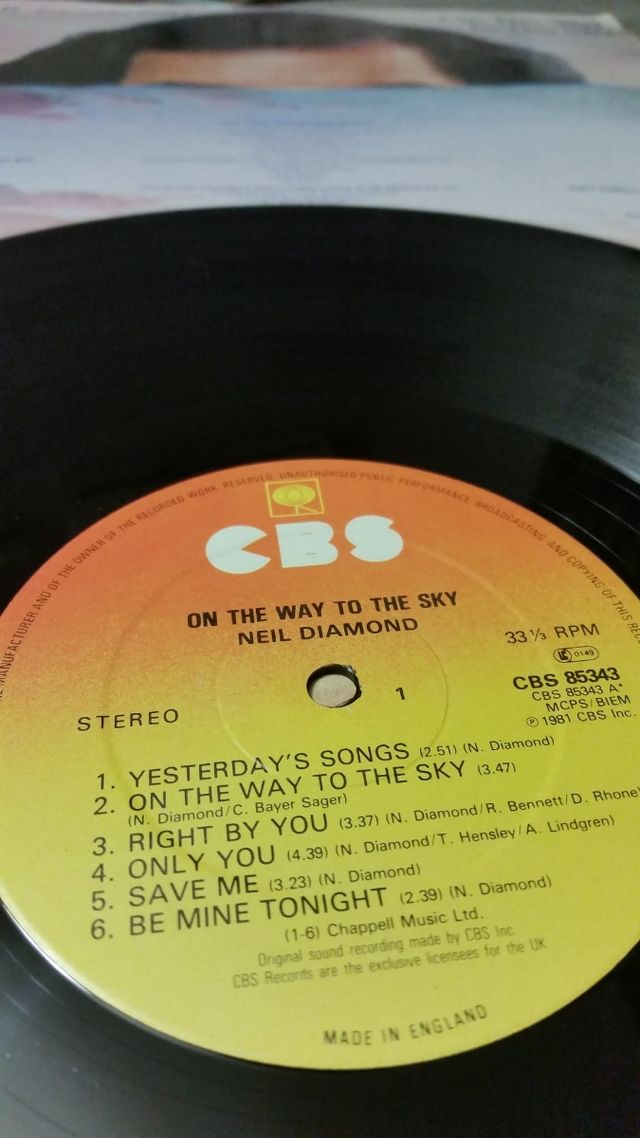 MANUFACTURER AND OF THE OWNER OF THE RECORDED WORK RESERVED. UNAUTHORISED PUBLIC PERFORMANCE BROADCASTING AND COPYING OF THIS
CBS
ON THE WAY TO THE SKY
NEIL DIAMOND
33 1/3 RPM
LC 0149
STEREO
1
CBS 85343
CBS 85343 A*
MCPS/BIEM
℗ 1981 CBS Inc.
1. YESTERDAY'S SONGS (2.51) (N. Diamond)
2. ON THE WAY TO THE SKY (3.47)
(N. Diamond/C. Bayer Sager)
3. RIGHT BY YOU (3.37) (N. Diamond/R. Bennett/D. Rhone
4. ONLY YOU (4.39) (N. Diamond/T. Hensley/A. Lindgren)
5. SAVE ME (3.23) (N. Diamond)
6. BE MINE TONIGHT (2.39) (N. Diamond)
(1-6) Chappell Music Ltd.
Original sound recording made by CBS Inc
CBS Records are the exclusive licensees for the UK
MADE IN ENGLAND